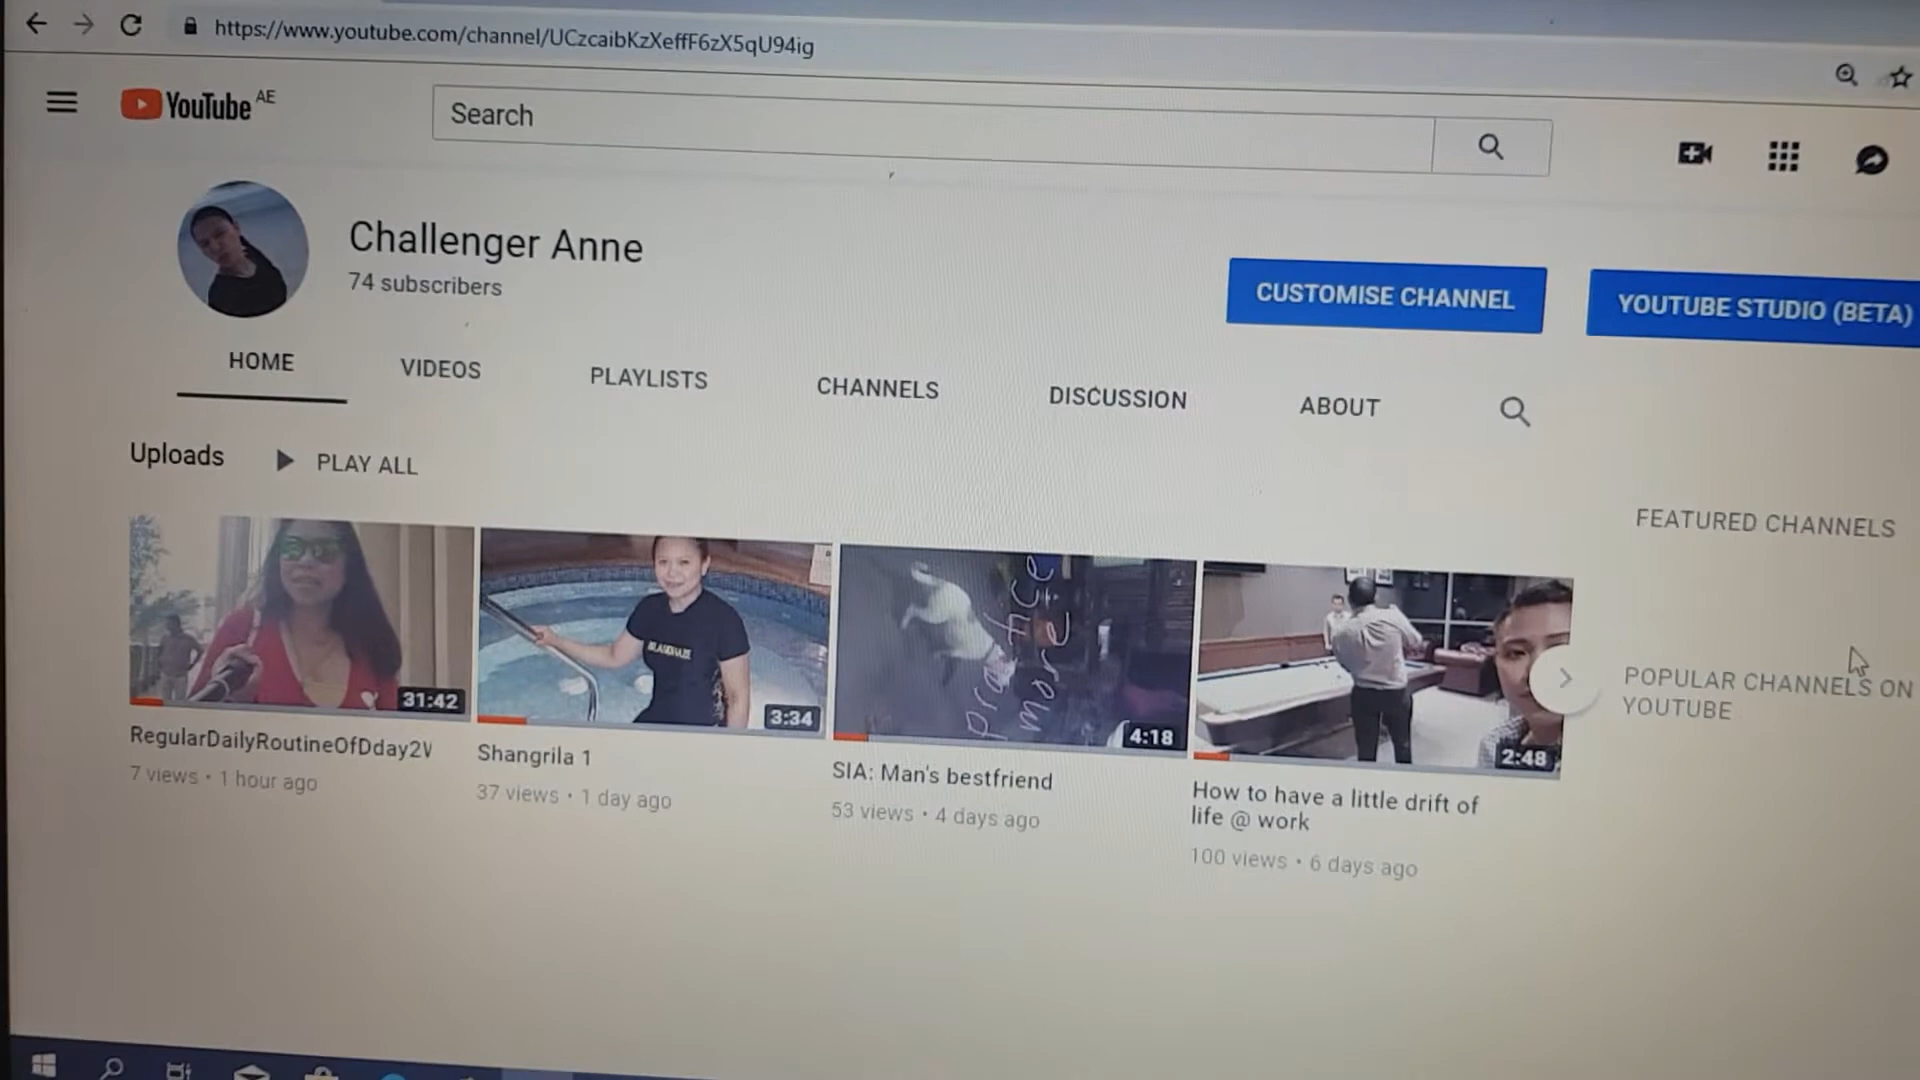 https://www.youtube.com/channel/UCzcaibKzXeffF6zX5qU94ig
YouTube AE
Search
Challenger Anne
74 subscribers
CUSTOMISE CHANNEL
YOUTUBE STUDIO (BETA)
HOME
VIDEOS
PLAYLISTS
CHANNELS
DISCUSSION
ABOUT
Uploads
PLAY ALL
FEATURED CHANNELS
POPULAR CHANNELS ON
YOUTUBE
31:42
3:34
practice
more
4:18
2:48
RegularDailyRoutineOfDday2V
7 views • 1 hour ago
Shangrila 1
37 views • 1 day ago
SIA: Man's bestfriend
53 views • 4 days ago
How to have a little drift of
life @ work
100 views • 6 days ago